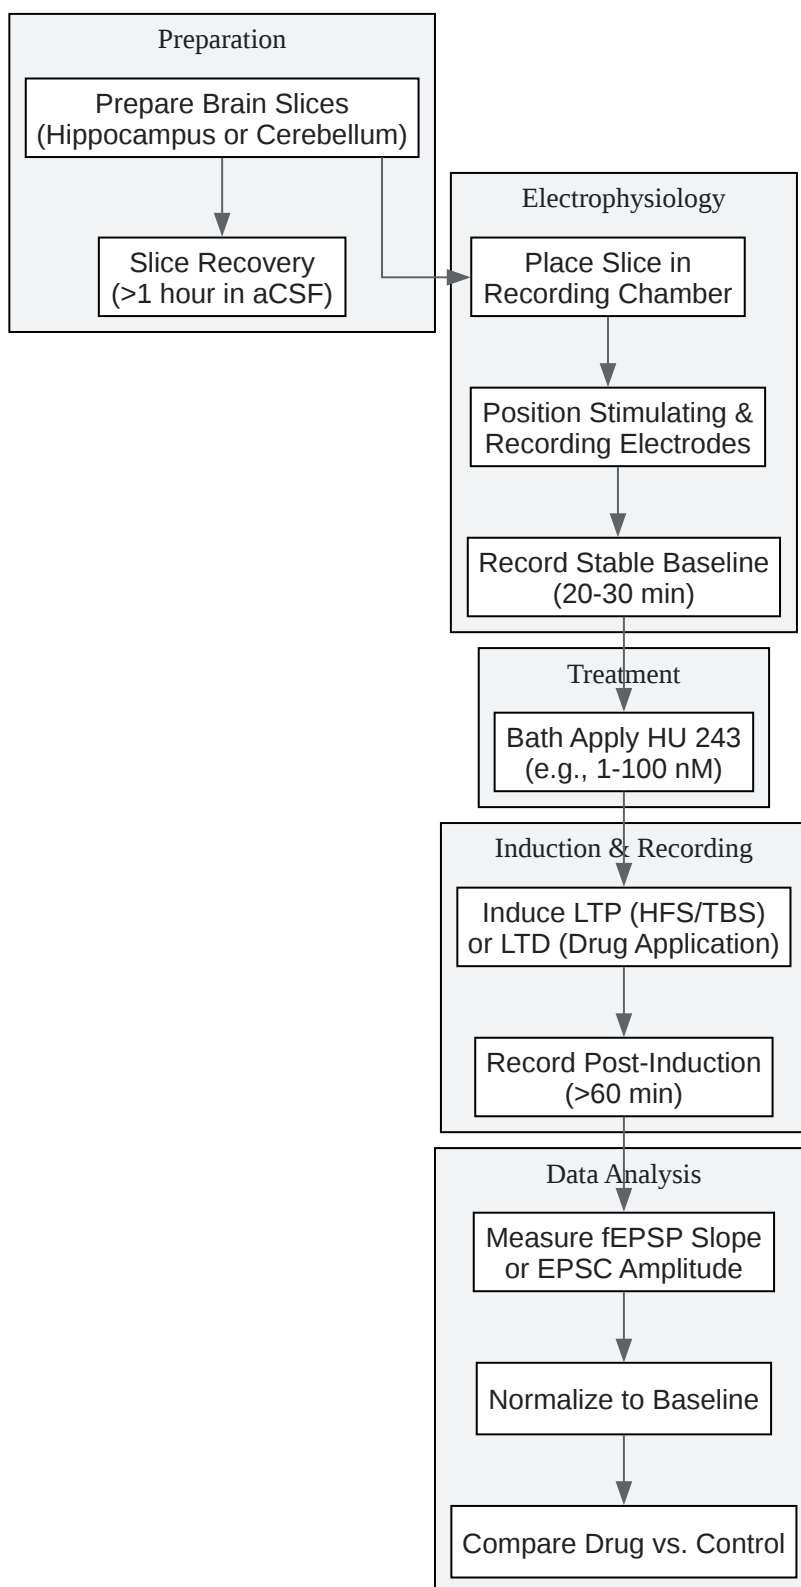 Preparation
Prepare Brain Slices
(Hippocampus or Cerebellum)
Slice Recovery
(>1 hour in aCSF)
Electrophysiology
Place Slice in
Recording Chamber
Position Stimulating &
Recording Electrodes
Record Stable Baseline
(20-30 min)
Treatment
Bath Apply HU 243
(e.g., 1-100 nM)
Induction & Recording
Induce LTP (HFS/TBS)
or LTD (Drug Application)
Record Post-Induction
(>60 min)
Data Analysis
Measure fEPSP Slope
or EPSC Amplitude
Normalize to Baseline
Compare Drug vs. Control